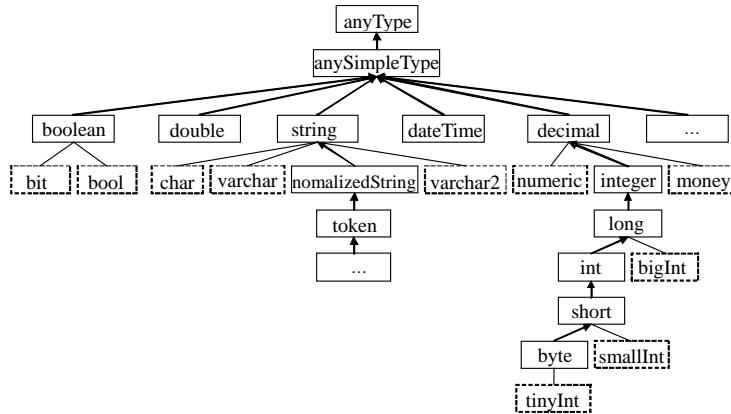 anyType
anySimpleType
boolean double string dateTime decimal ...
bit bool char varchar nomalizedString varchar2 numeric integer money
token long
... int bigInt
short
byte smallInt
tinyInt